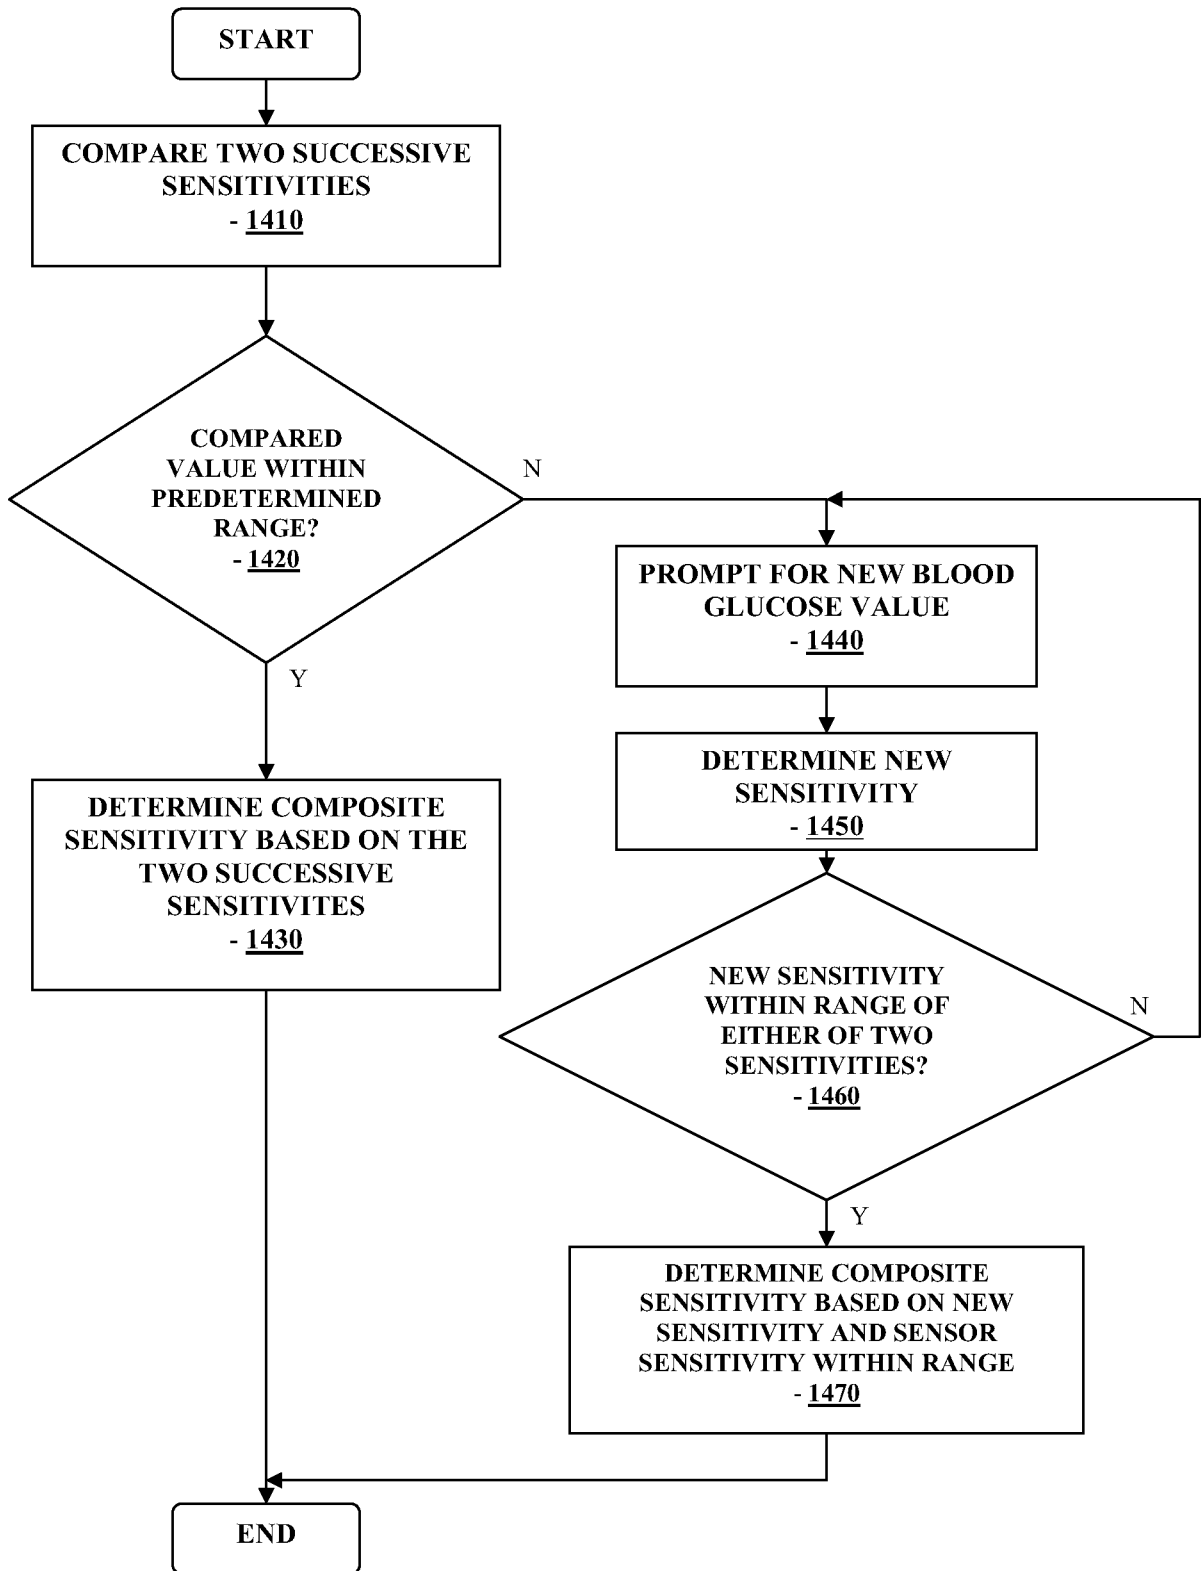 START
COMPARE TWO SUCCESSIVE
SENSITIVITIES
- 1410
COMPARED
VALUE WITHIN
PREDETERMINED
RANGE?
- 1420
N
Y
DETERMINE COMPOSITE
SENSITIVITY BASED ON THE
TWO SUCCESSIVE
SENSITIVITES
- 1430
PROMPT FOR NEW BLOOD
GLUCOSE VALUE
- 1440
DETERMINE NEW
SENSITIVITY
- 1450
NEW SENSITIVITY
WITHIN RANGE OF
EITHER OF TWO
SENSITIVITIES?
- 1460
N
Y
DETERMINE COMPOSITE
SENSITIVITY BASED ON NEW
SENSITIVITY AND SENSOR
SENSITIVITY WITHIN RANGE
- 1470
END